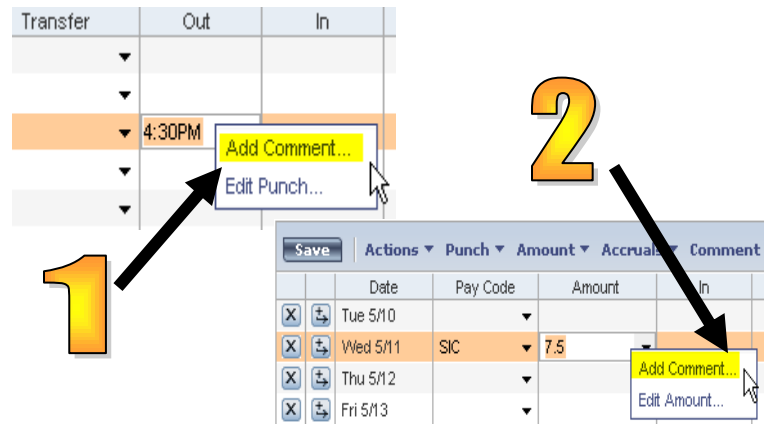 Transfer Out In
4:30PM
Add Comment...
Edit Punch...
1
2
Save Actions Punch Amount Accruals Comment
Date Pay Code Amount In
X Tue 5/10
X Wed 5/11 SIC 7.5
Add Comment...
X Thu 5/12
Edit Amount...
X Fri 5/13